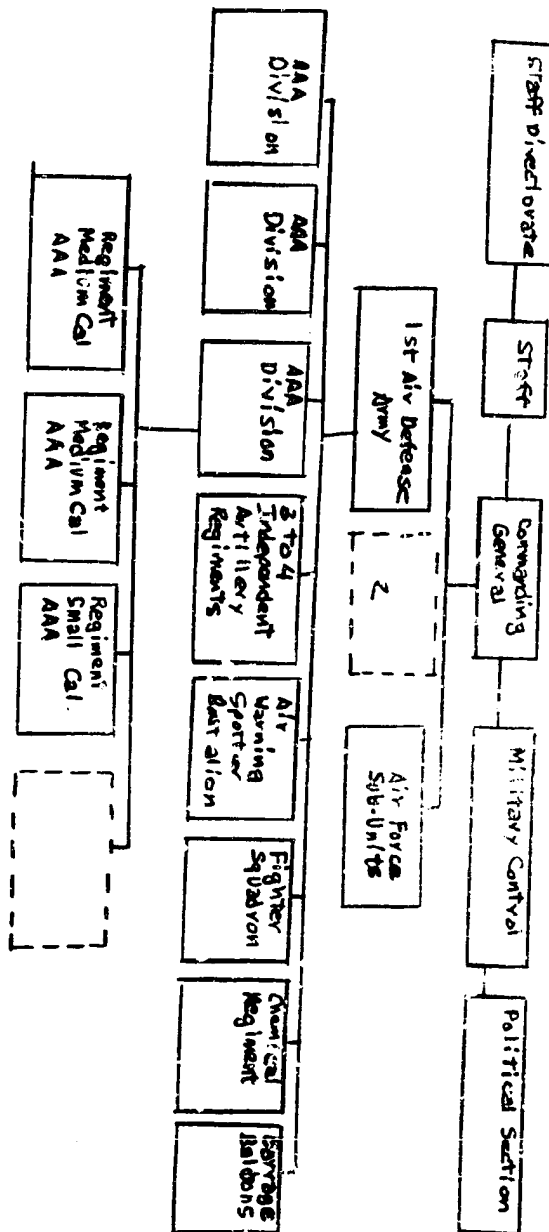 Staff Directorate
Staff
Commanding
General
Military Control
Political Section
1st Air Defease
Army
2
Air Force
Sub-Units
AAA
Division
AAA
Division
AAA
Division
3 to 4
Independent
Artillery
Regiments
Air
Warning
Spotter
Battalion
Fighter
Squadron
Chemical
Regiment
Barrage
Balloons
Regiment
Medium Cal
AAA
Regiment
Medium Cal
AAA
Regiment
Small Cal.
AAA